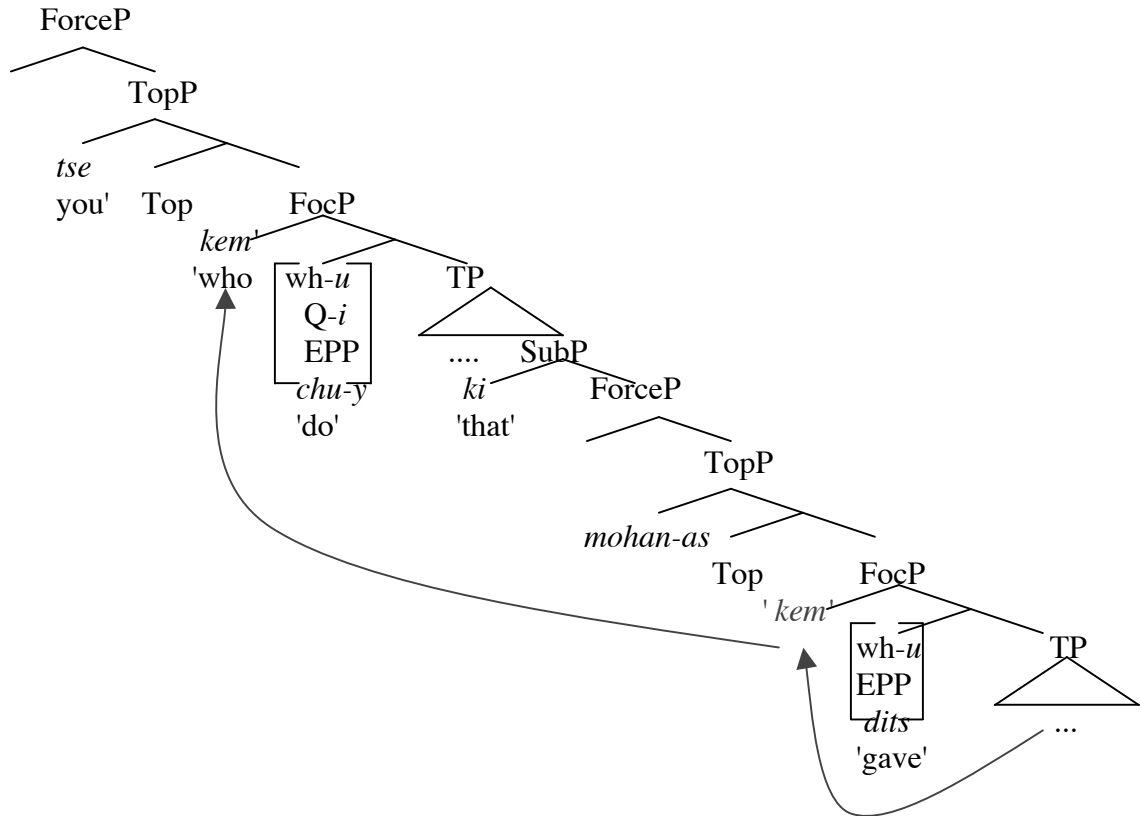 ForceP
TopP
tse
you' Top FocP
kem'
'who wh-u TP
Q-i
EPP .... SubP
chu-y ki ForceP
'do' 'that'
TopP
mohan-as
Top FocP
' kem'
wh-u TP
EPP
dits ...
'gave'